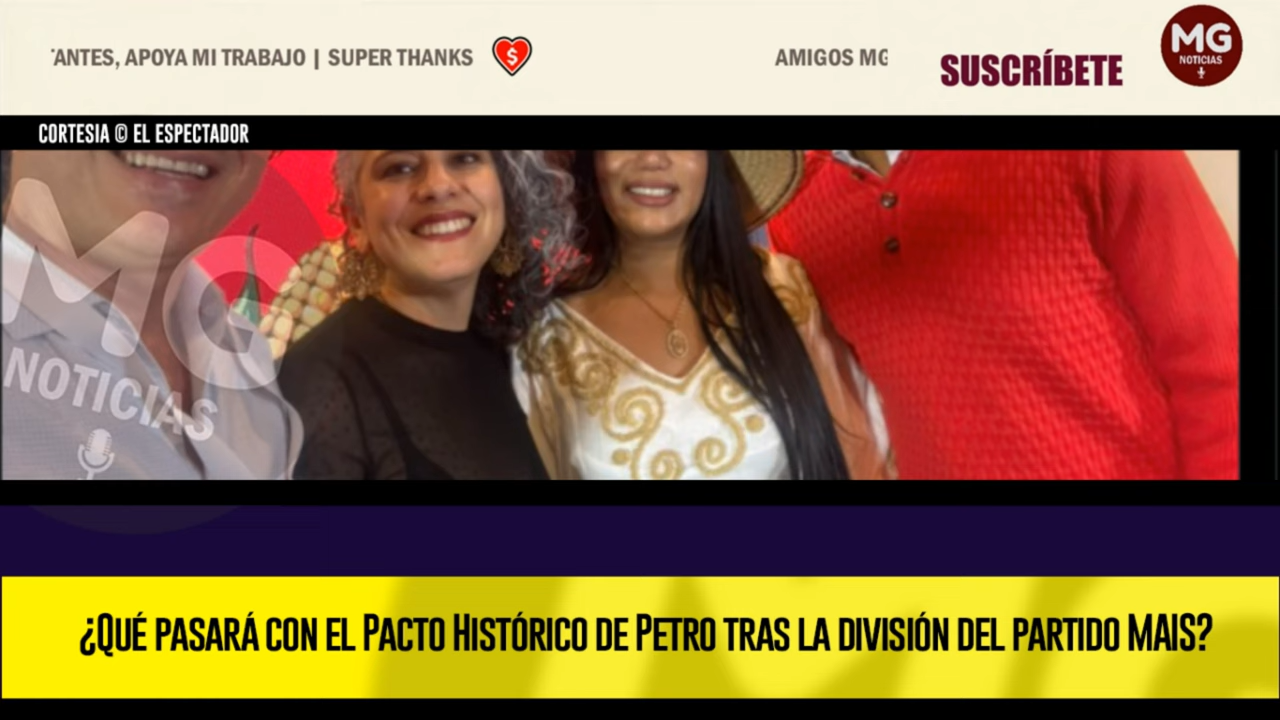 'ANTES, APOYA MI TRABAJO | SUPER THANKS
$
AMIGOS MG
SUSCRÍBETE
MG
NOTICIAS
CORTESIA © EL ESPECTADOR
MG
NOTICIAS
¿QUÉ PASARÁ CON EL PACTO HISTÓRICO DE PETRO TRAS LA DIVISIÓN DEL PARTIDO MAIS?